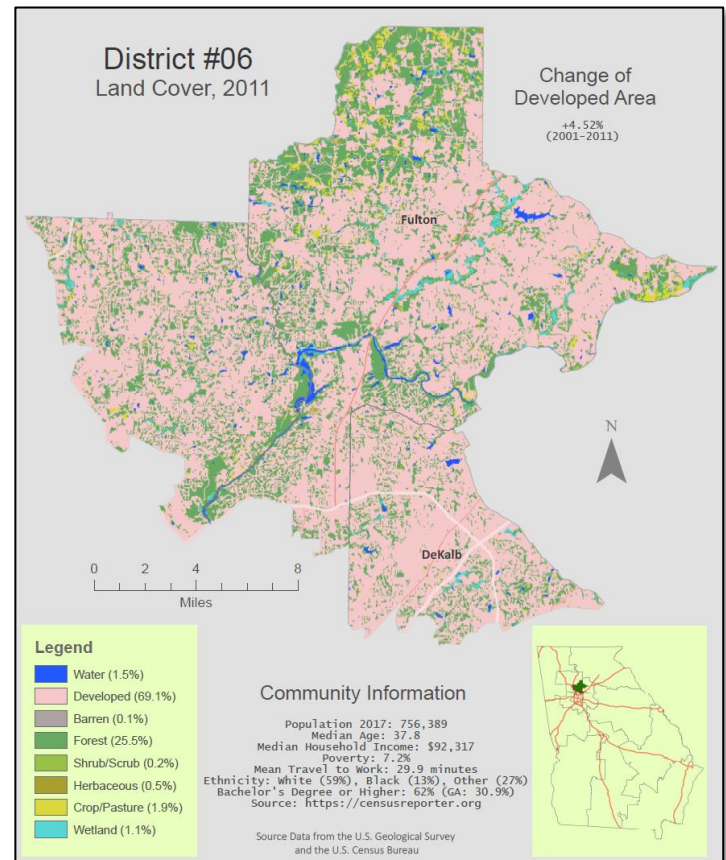 District #06
Land Cover, 2011
Change of
Developed Area
+4.52%
(2001-2011)
Fulton
N
DeKalb
0 2 4 8
Miles
Legend
Water (1.5%)
Developed (69.1%)
Barren (0.1%)
Forest (25.5%)
Shrub/Scrub (0.2%)
Herbaceous (0.5%)
Crop/Pasture (1.9%)
Wetland (1.1%)
Community Information
Population 2017: 756,389
Median Age: 37.8
Median Household Income: $92,317
Poverty: 7.2%
Mean Travel to Work: 29.9 minutes
Ethnicity: White (59%), Black (13%), Other (27%)
Bachelor's Degree or Higher: 62% (GA: 30.9%)
Source: https://censusreporter.org
Source Data from the U.S. Geological Survey
and the U.S. Census Bureau